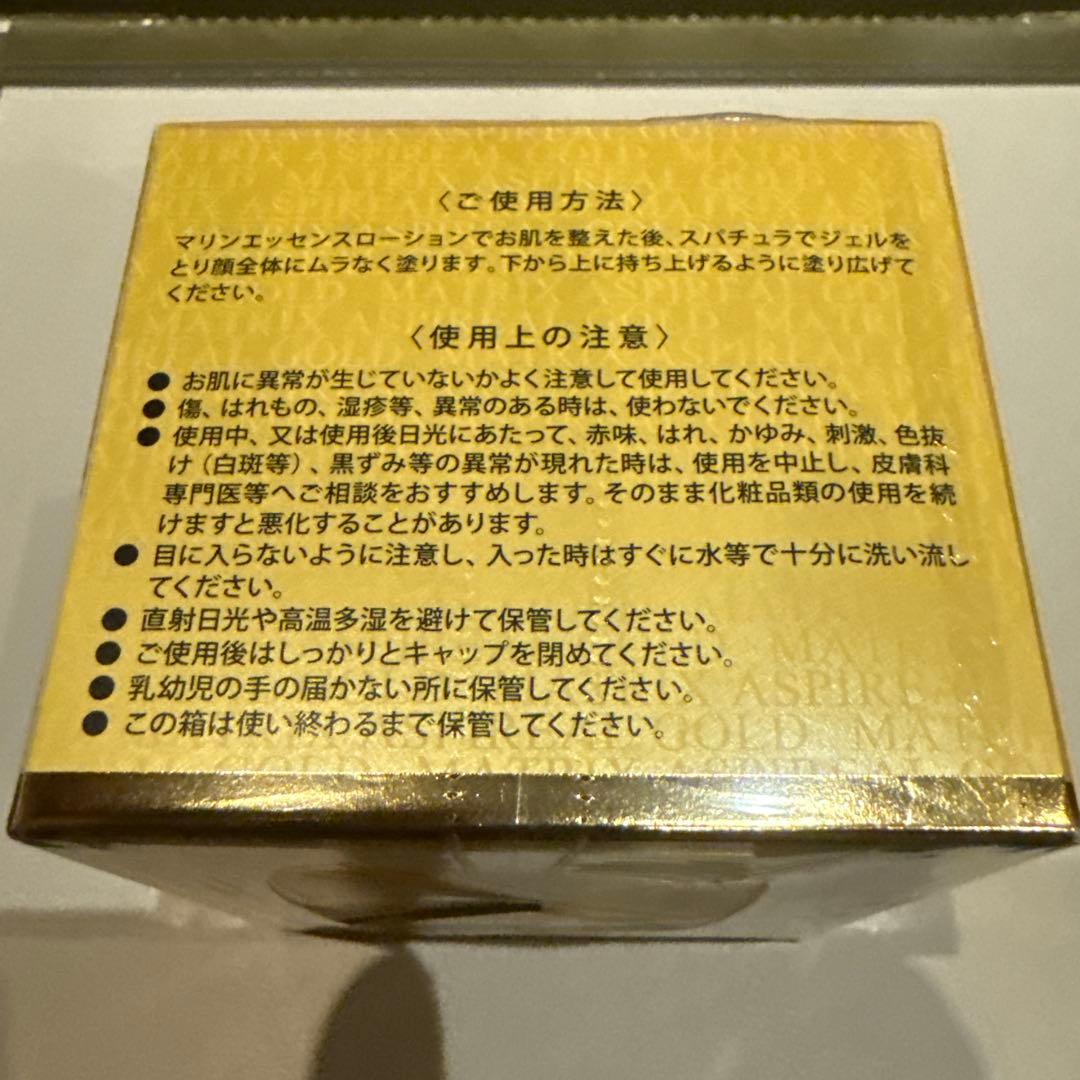 MATRIX ASPIREAL GOLD
MATRIX ASPIREAL GOLD
GOLD MATRIX ASPIREAL GOLD
〈ご使用方法〉
マリンエッセンスローションでお肌を整えた後、スパチュラでジェルを
とり顔全体にムラなく塗ります。下から上に持ち上げるように塗り広げて
ください。
〈使用上の注意〉
● お肌に異常が生じていないかよく注意して使用してください。
● 傷、はれもの、湿疹等、異常のある時は、使わないでください。
● 使用中、又は使用後日光にあたって、赤味、はれ、かゆみ、刺激、色抜
け（白斑等）、黒ずみ等の異常が現れた時は、使用を中止し、皮膚科
専門医等へご相談をおすすめします。そのまま化粧品類の使用を続
けますと悪化することがあります。
● 目に入らないように注意し、入った時はすぐに水等で十分に洗い流し
てください。
● 直射日光や高温多湿を避けて保管してください。
● ご使用後はしっかりとキャップを閉めてください。
● 乳幼児の手の届かない所に保管してください。
● この箱は使い終わるまで保管してください。